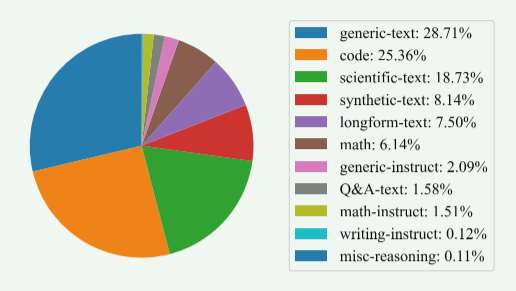 generic-text: 28.71%
code: 25.36%
scientific-text: 18.73%
synthetic-text: 8.14%
longform-text: 7.50%
math: 6.14%
generic-instruct: 2.09%
Q&A-text: 1.58%
math-instruct: 1.51%
writing-instruct: 0.12%
misc-reasoning: 0.11%